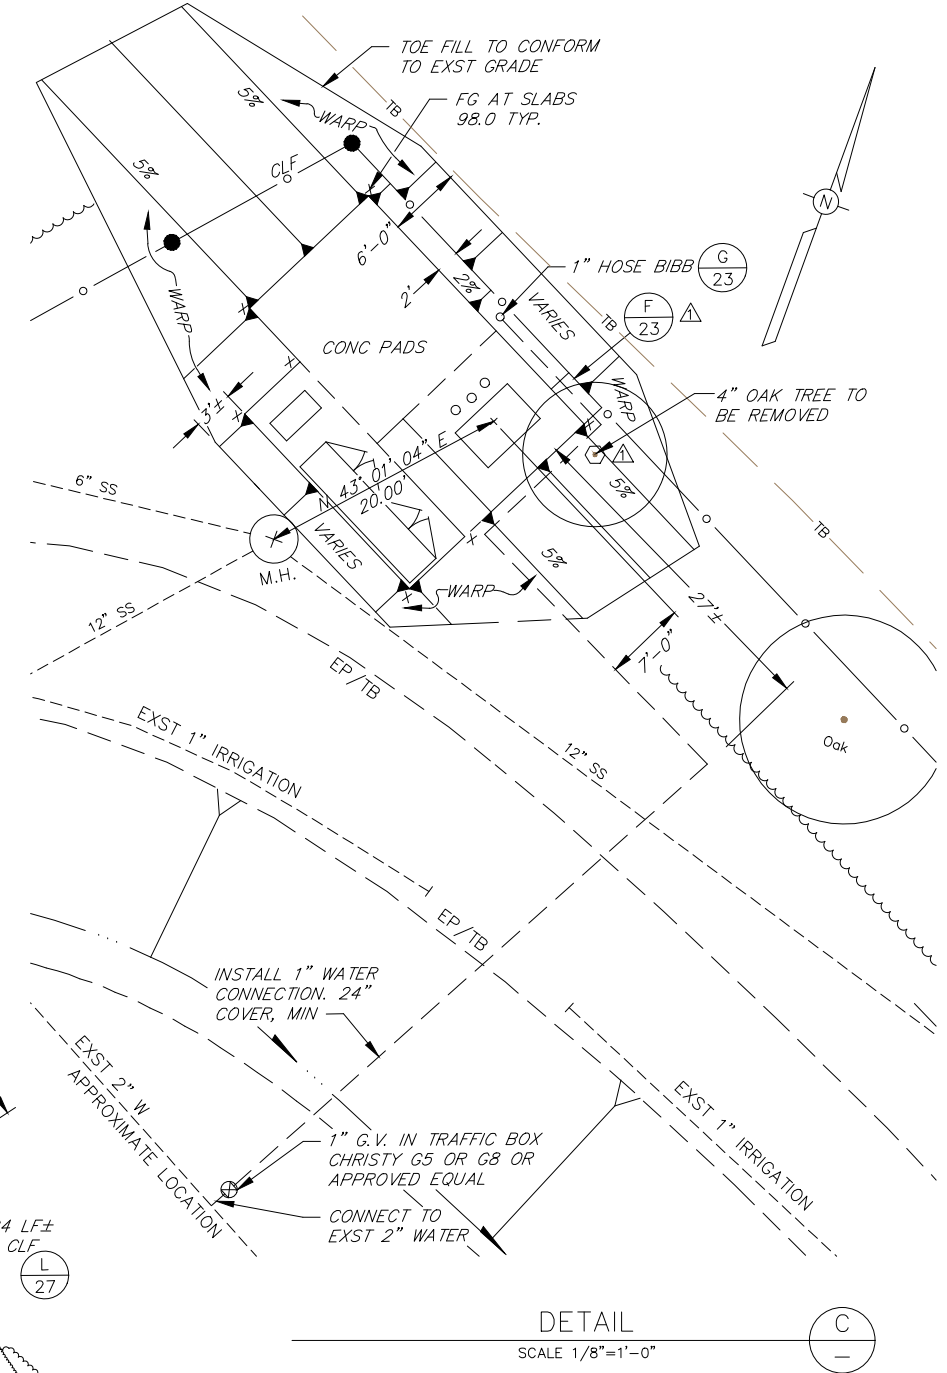 TOE FILL TO CONFORM
TO EXST GRADE
TB
5%
WARP
FG AT SLABS
98.0 TYP.
5%
CLF
N
6'-0"
1" HOSE BIBB
G
23
2%
2'
VARIES
F
23
1
TB
WARP
CONC PADS
WARP
4" OAK TREE TO
BE REMOVED
3'±
1
N 43° 01' 04" E
20.00'
5%
6" SS
TB
VARIES
5%
M.H.
WARP
27'±
12" SS
7'-0"
EP/TB
EXST 1" IRRIGATION
Oak
12" SS
EP/TB
INSTALL 1" WATER
CONNECTION. 24"
COVER, MIN
EXST 2" W
APPROXIMATE LOCATION
EXST 1" IRRIGATION
1" G.V. IN TRAFFIC BOX
CHRISTY G5 OR G8 OR
APPROVED EQUAL
CONNECT TO
EXST 2" WATER
4 LF±
CLF
L
27
DETAIL
SCALE 1/8"=1'-0"
C
—